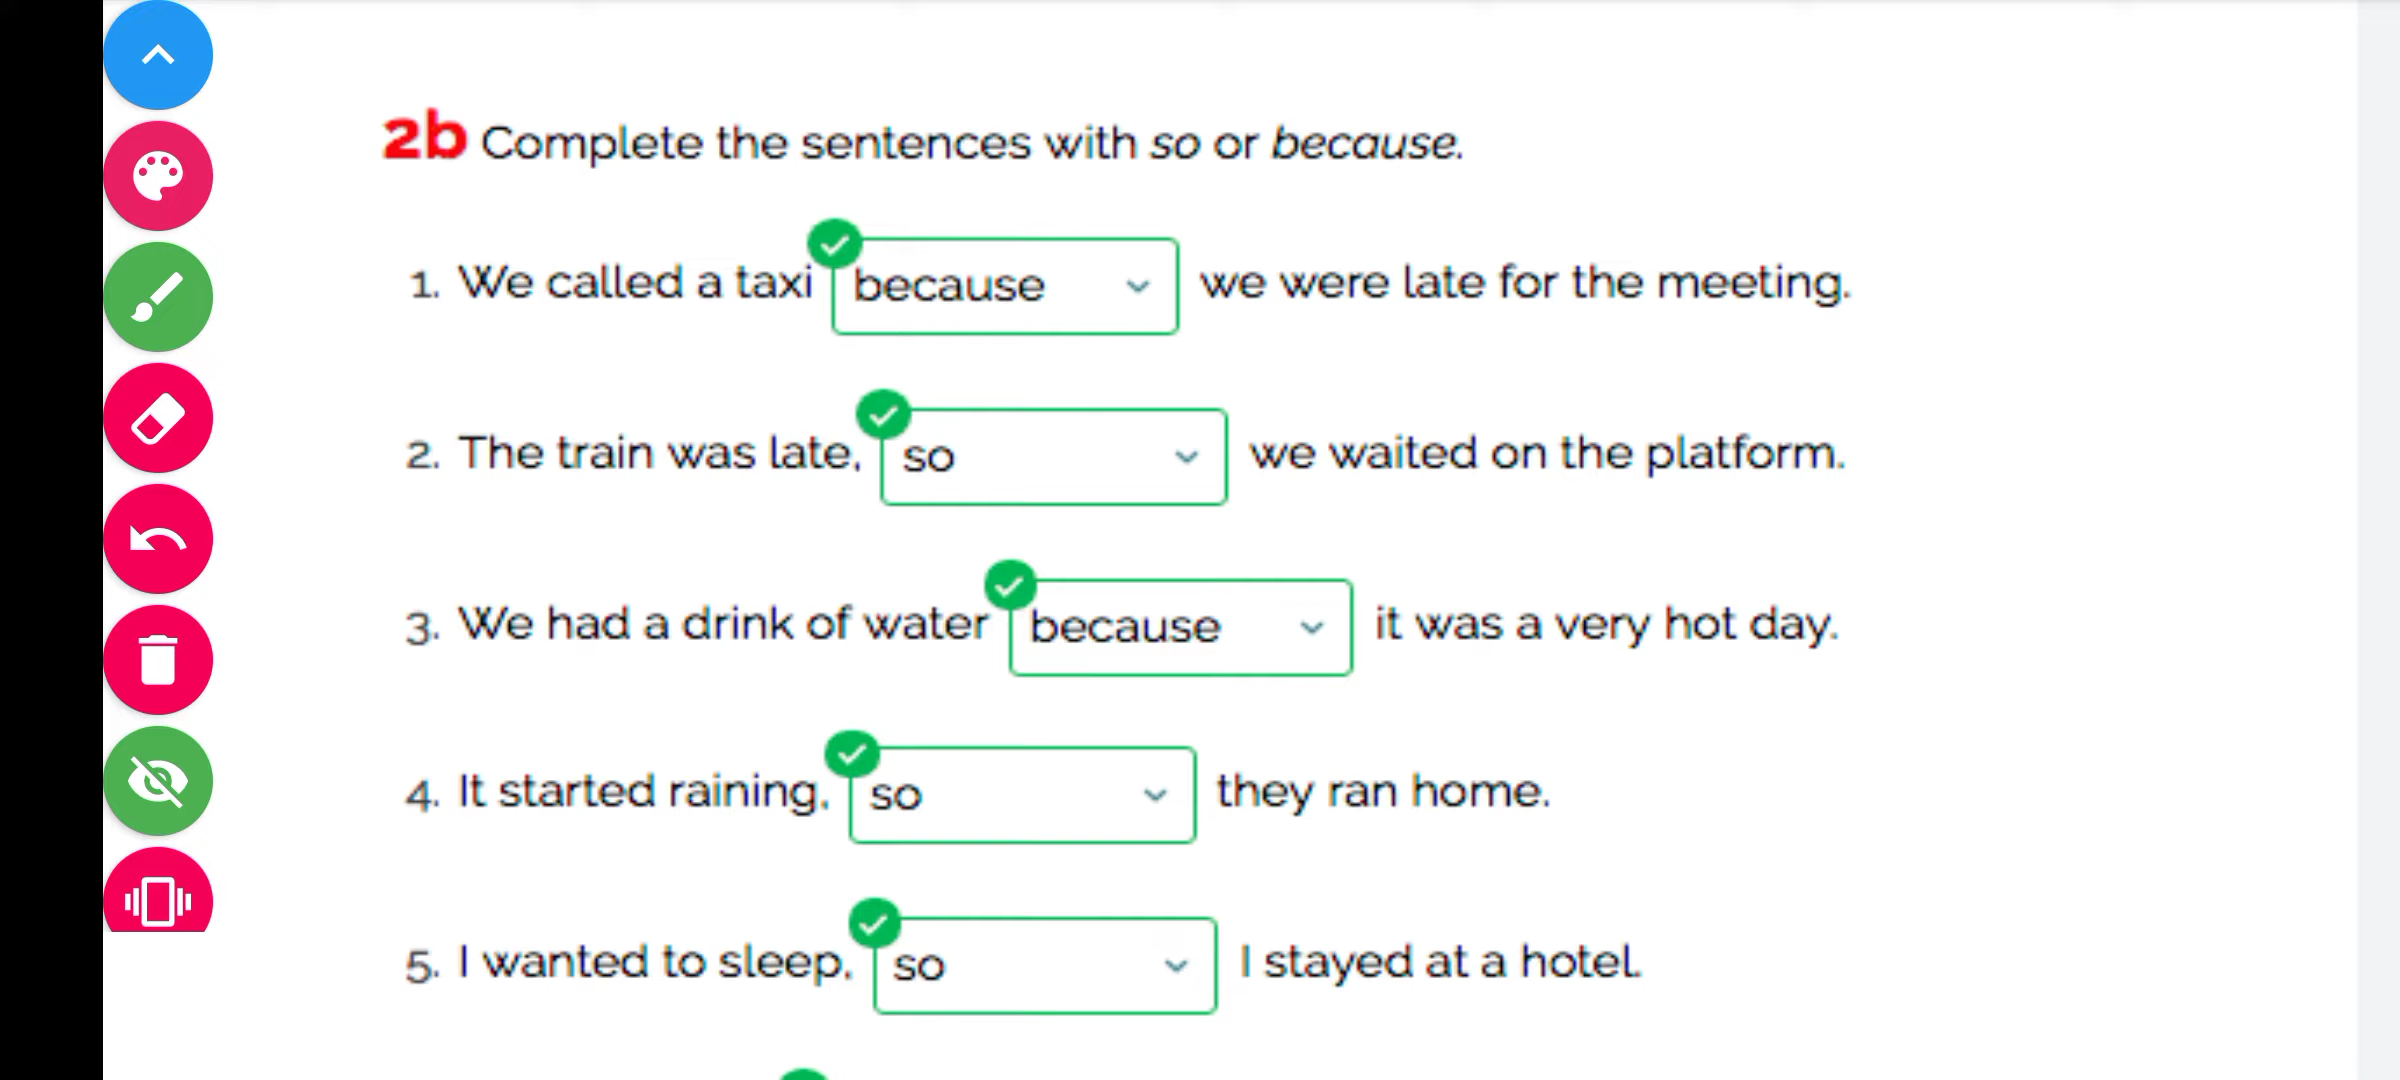 2b Complete the sentences with so or because.
1. We called a taxi because we were late for the meeting.
2. The train was late, so we waited on the platform.
3. We had a drink of water because it was a very hot day.
4. It started raining, so they ran home.
5. I wanted to sleep, so I stayed at a hotel.